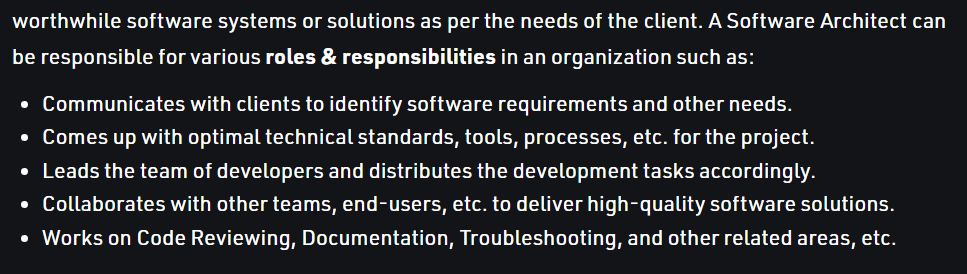 worthwhile software systems or solutions as per the needs of the client. A Software Architect can
be responsible for various roles & responsibilities in an organization such as:
• Communicates with clients to identify software requirements and other needs.
• Comes up with optimal technical standards, tools, processes, etc. for the project.
• Leads the team of developers and distributes the development tasks accordingly.
• Collaborates with other teams, end-users, etc. to deliver high-quality software solutions.
• Works on Code Reviewing, Documentation, Troubleshooting, and other related areas, etc.